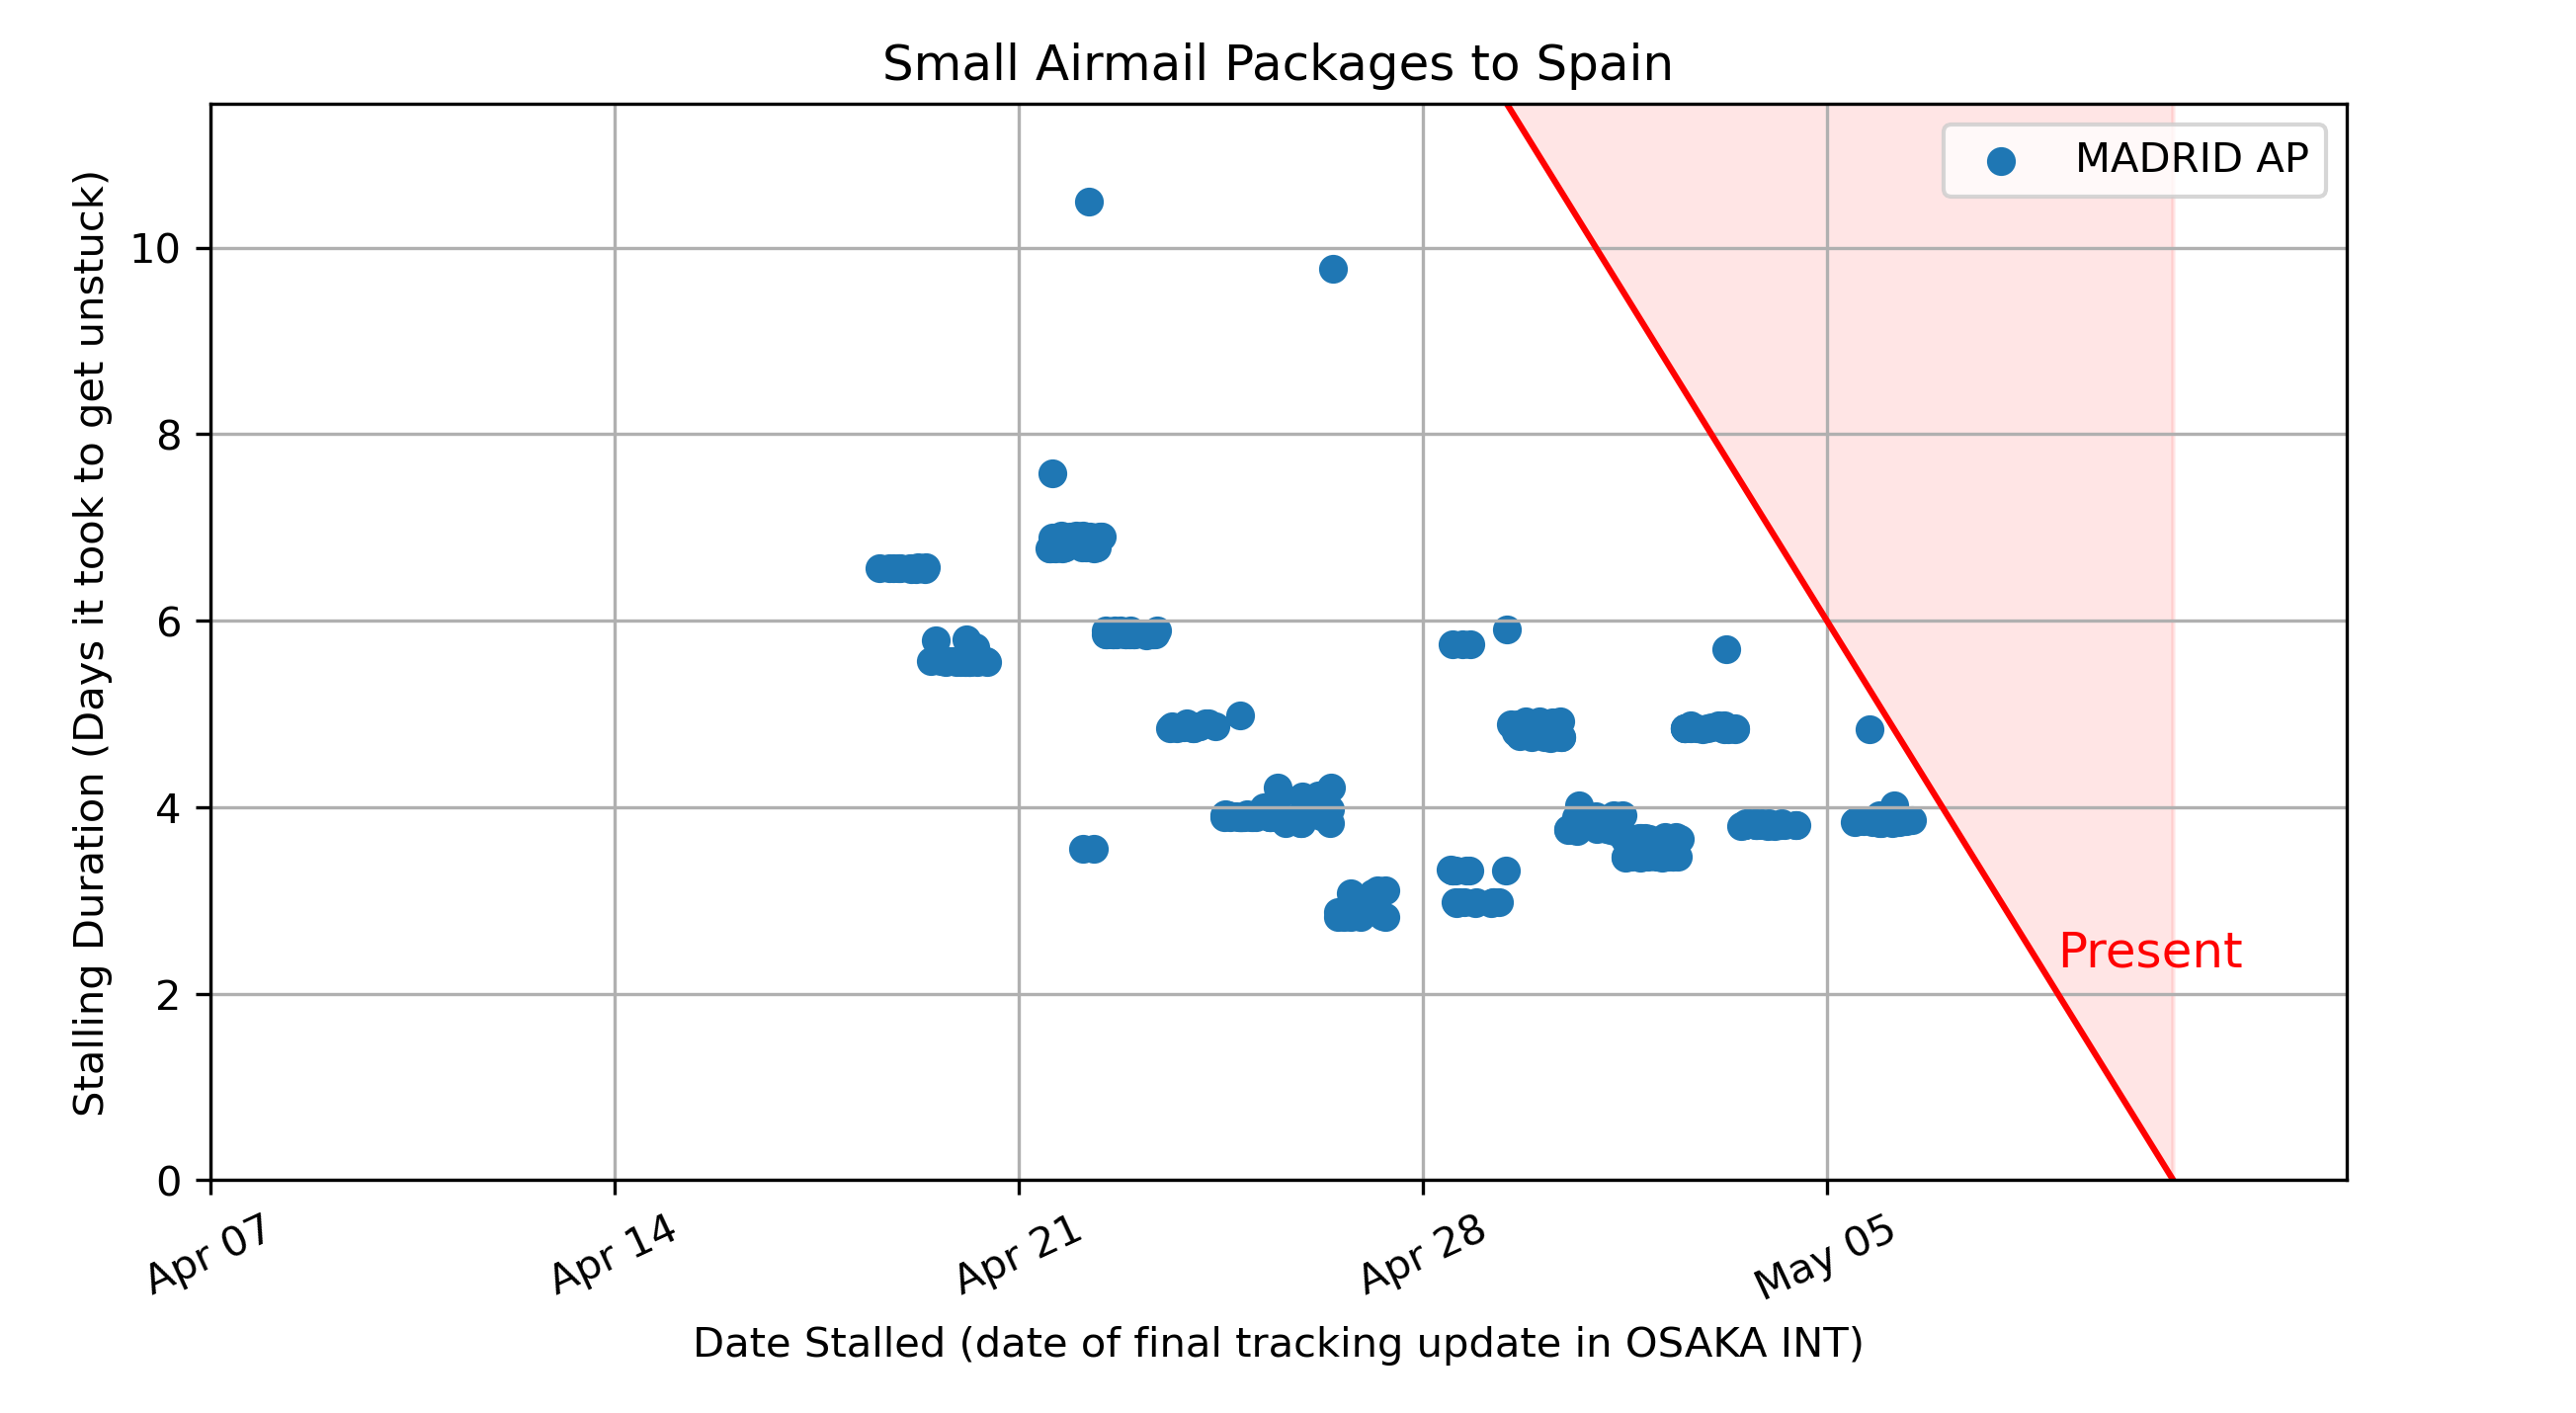 Small Airmail Packages to Spain
MADRID AP
Stalling Duration (Days it took to get unstuck)
10
8
6
4
2
0
Present
Apr 07
Apr 14
Apr 21
Apr 28
May 05
Date Stalled (date of final tracking update in OSAKA INT)